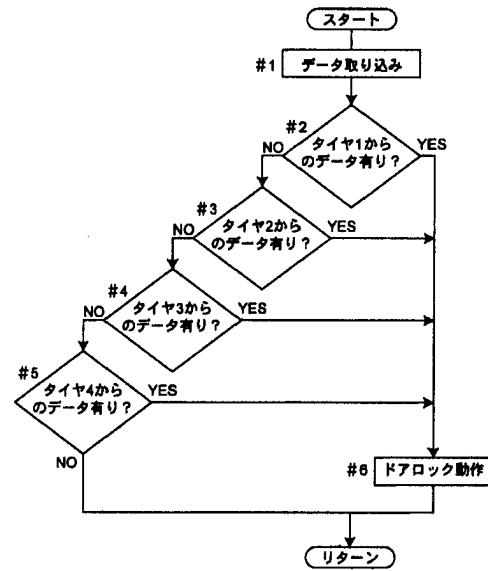 スタート
#1
データ取り込み
#2
タイヤ1から
のデータ有り？
NO
YES
#3
タイヤ2から
のデータ有り？
NO
YES
#4
タイヤ3から
のデータ有り？
NO
YES
#5
タイヤ4から
のデータ有り？
YES
NO
#6
ドアロック動作
リターン